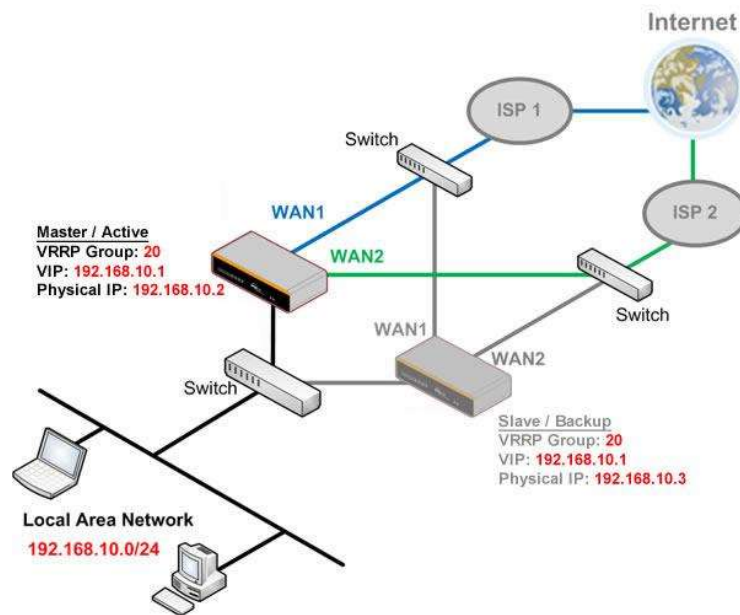 Internet
ISP 1
Switch
WAN1
ISP 2
Master / Active
VRRP Group: 20
VIP: 192.168.10.1
Physical IP: 192.168.10.2
WAN2
Switch
WAN1
WAN2
Switch
Slave / Backup
VRRP Group: 20
VIP: 192.168.10.1
Physical IP: 192.168.10.3
Local Area Network
192.168.10.0/24